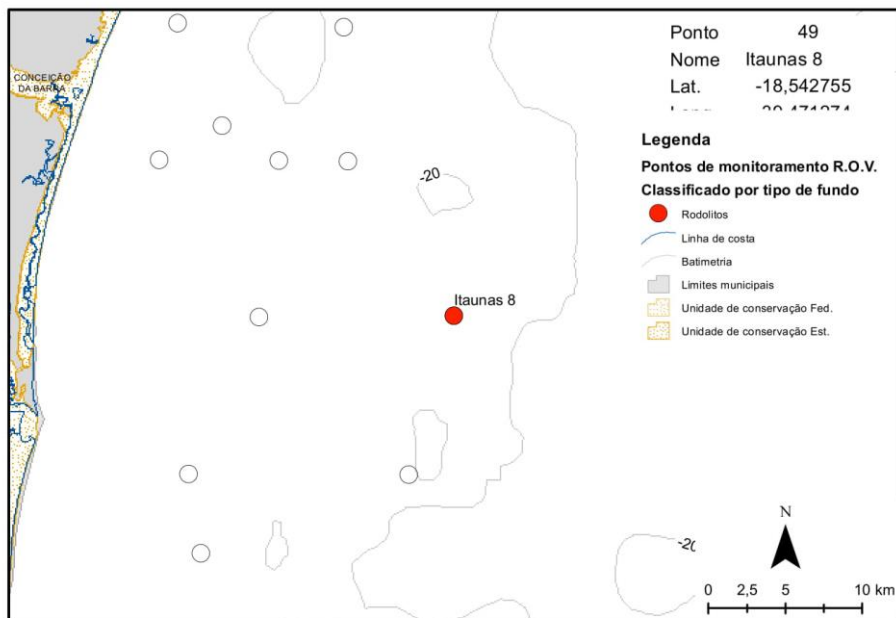 CONCEIÇÃO
DA BARRA
-20
Itaunas 8
-20
Ponto 49
Nome Itaunas 8
Lat. -18,542755
Legenda
Pontos de monitoramento R.O.V.
Classificado por tipo de fundo
Rodolitos
Linha de costa
Batimetria
Limites municipais
Unidade de conservação Fed.
Unidade de conservação Est.
N
0 2,5 5 10 km